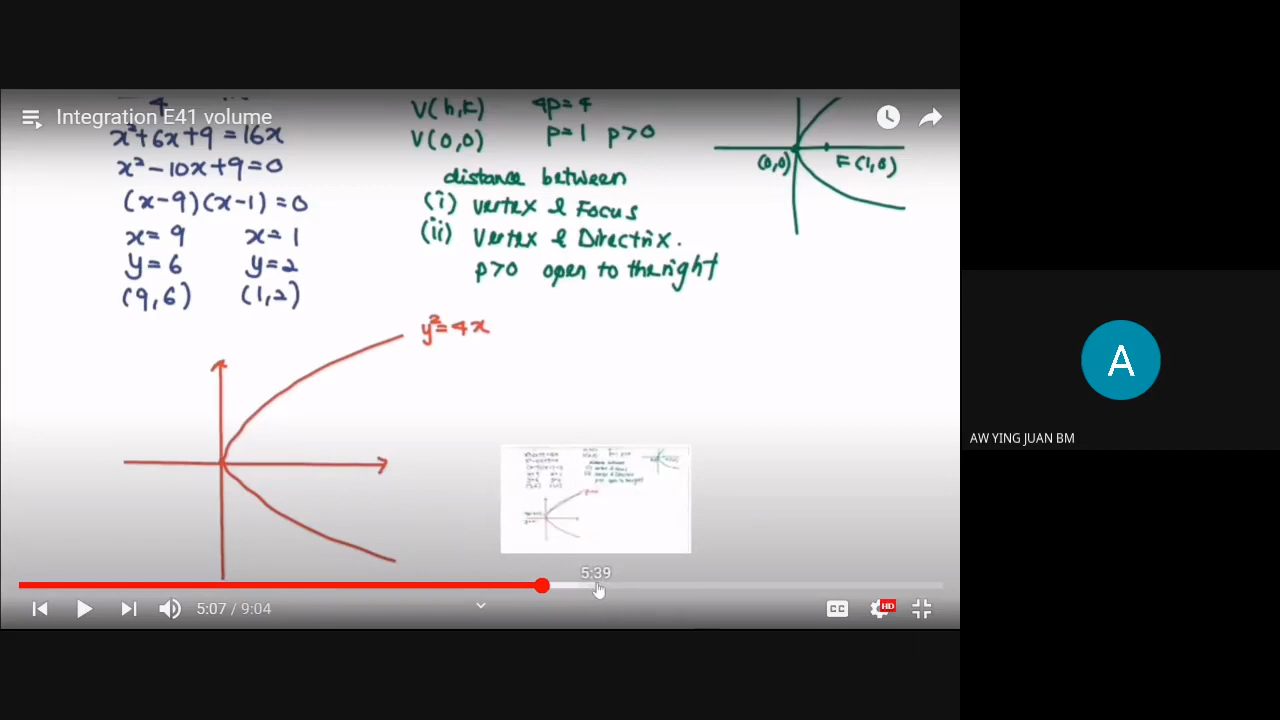 Integration E41 volume
4
x²+6x+9=16x
x²-10x+9=0
(x-9)(x-1)=0
x=9 x=1
y=6 y=2
(9,6) (1,2)
V(h,k) 4p=4
V(0,0) p=1 p>0
distance between
(i) vertex & Focus
(ii) Vertex & Directrix.
p>0 open to the right
(0,0) F(1,0)
y²=4x
5:39
5:07 / 9:04
CC
HD
A
AW YING JUAN BM